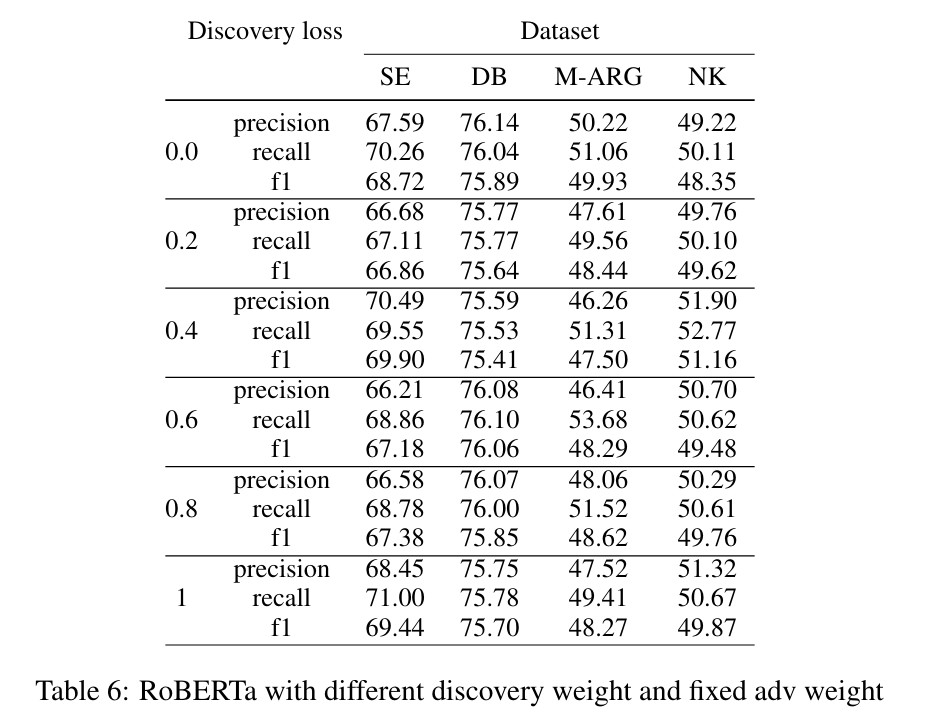 Discovery loss Dataset
SE DB M-ARG NK
precision 67.59 76.14 50.22 49.22
0.0 recall 70.26 76.04 51.06 50.11
f1 68.72 75.89 49.93 48.35
precision 66.68 75.77 47.61 49.76
0.2 recall 67.11 75.77 49.56 50.10
f1 66.86 75.64 48.44 49.62
precision 70.49 75.59 46.26 51.90
0.4 recall 69.55 75.53 51.31 52.77
f1 69.90 75.41 47.50 51.16
precision 66.21 76.08 46.41 50.70
0.6 recall 68.86 76.10 53.68 50.62
f1 67.18 76.06 48.29 49.48
precision 66.58 76.07 48.06 50.29
0.8 recall 68.78 76.00 51.52 50.61
f1 67.38 75.85 48.62 49.76
precision 68.45 75.75 47.52 51.32
1 recall 71.00 75.78 49.41 50.67
f1 69.44 75.70 48.27 49.87
Table 6: RoBERTa with different discovery weight and fixed adv weight